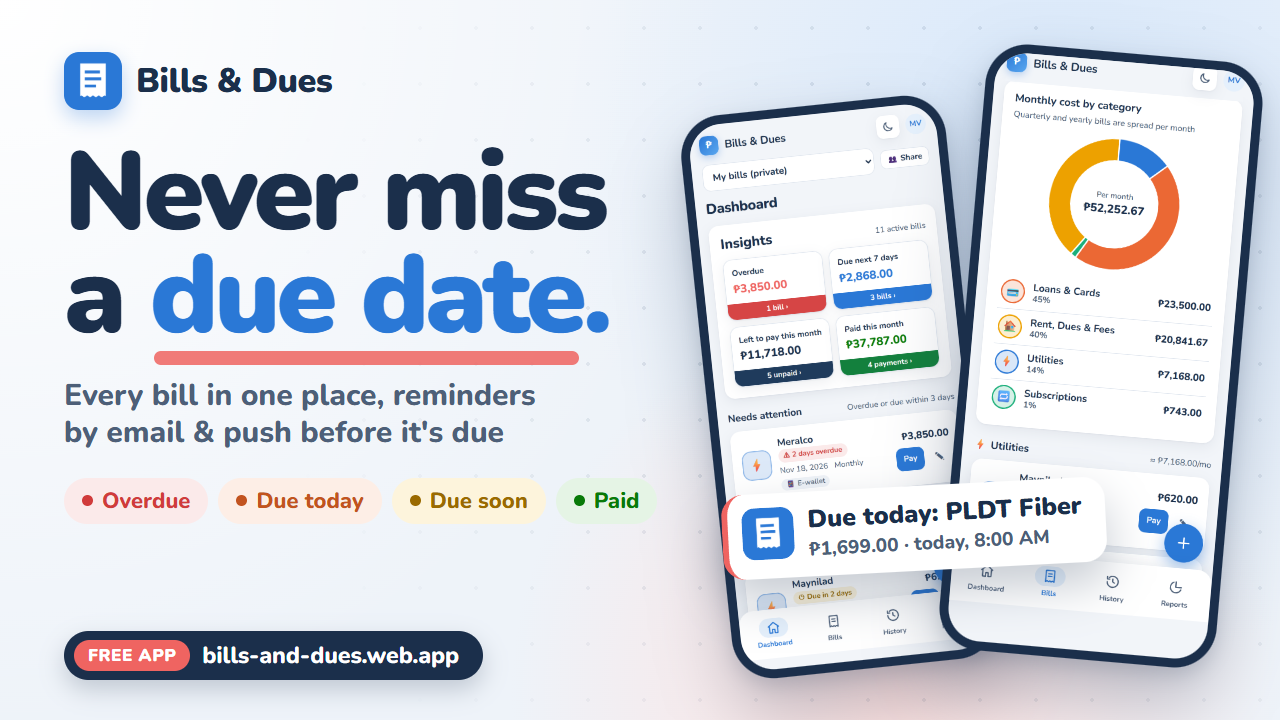 Bills & Dues
Never miss
a due date.
Every bill in one place, reminders
by email & push before it's due
Overdue
Due today
Due soon
Paid
FREE APP
bills-and-dues.web.app
₱
Bills & Dues
MV
My bills (private)
Share
Dashboard
Insights
11 active bills
Overdue
₱3,850.00
1 bill ›
Due next 7 days
₱2,868.00
3 bills ›
Left to pay this month
₱11,718.00
5 unpaid ›
Paid this month
₱37,787.00
4 payments ›
Needs attention
Overdue or due within 3 days
Meralco
₱3,850.00
2 days overdue
Nov 18, 2026 Monthly
E-wallet
Pay
Due today: PLDT Fiber
₱1,699.00 · today, 8:00 AM
Maynilad
Due in 2 days
Dashboard
Bills
History
₱
Bills & Dues
MV
Monthly cost by category
Quarterly and yearly bills are spread per month
Per month
₱52,252.67
Loans & Cards
45%
₱23,500.00
Rent, Dues & Fees
40%
₱20,841.67
Utilities
14%
₱7,168.00
Subscriptions
1%
₱743.00
Utilities
≈ ₱7,168.00/mo
₱620.00
Pay
+
Dashboard
Bills
History
Reports